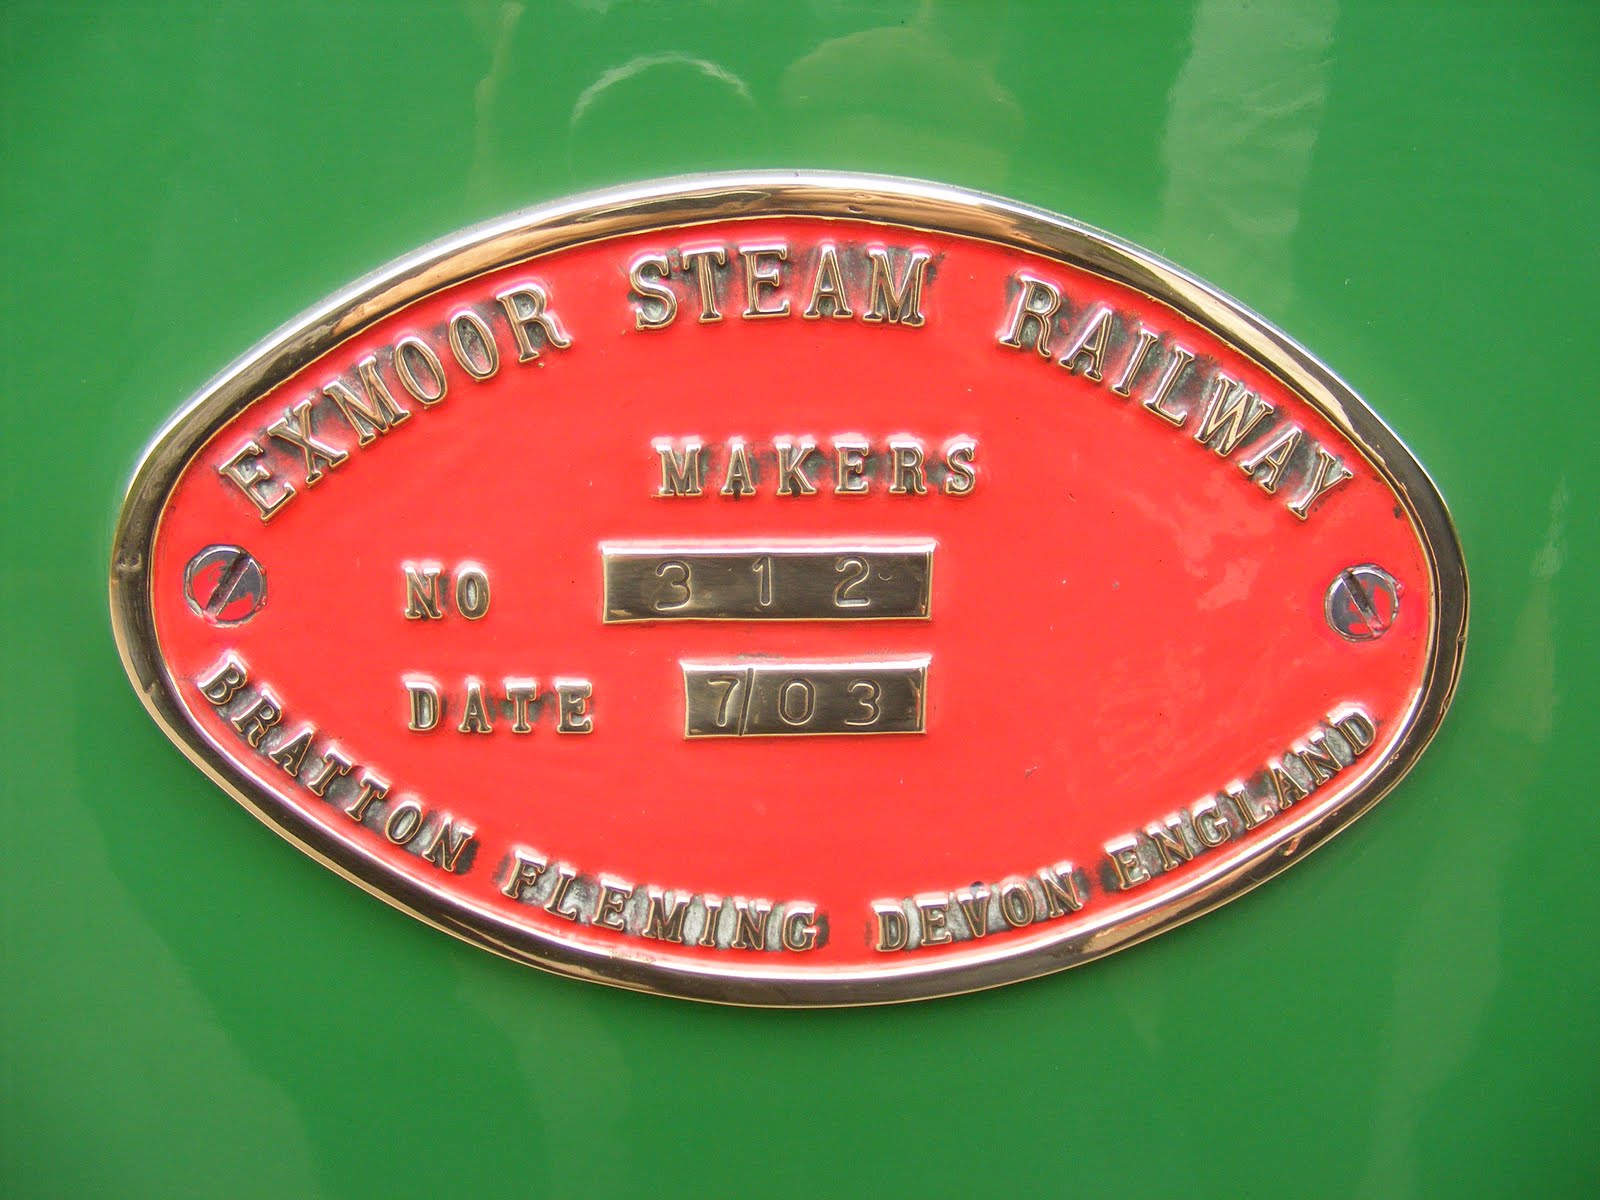 EXMOOR STEAM RAILWAY
MAKERS
NO 312
DATE 7/03
BRATTON FLEMING DEVON ENGLAND